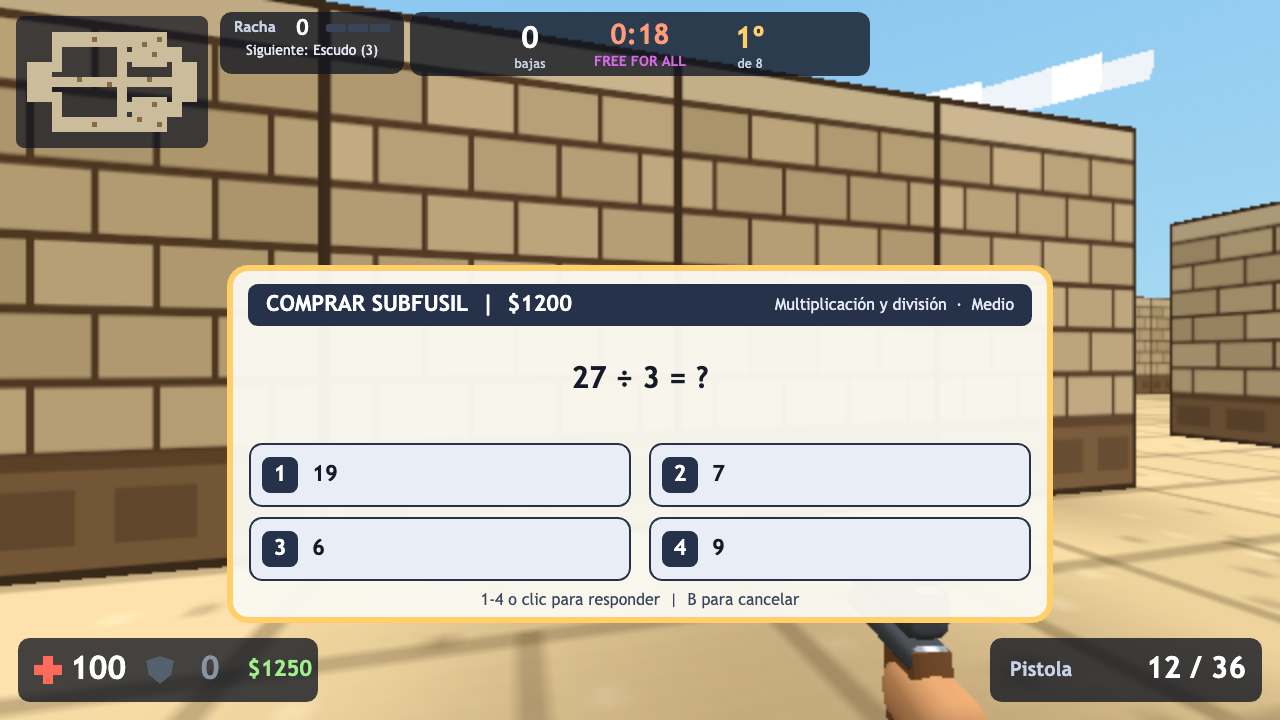 Racha 0
Siguiente: Escudo (3)
0 0:18 1º
bajas FREE FOR ALL de 8
COMPRAR SUBFUSIL | $1200 Multiplicación y división · Medio
27 ÷ 3 = ?
1 19 2 7
3 6 4 9
1-4 o clic para responder | B para cancelar
100 0 $1250
Pistola 12 / 36